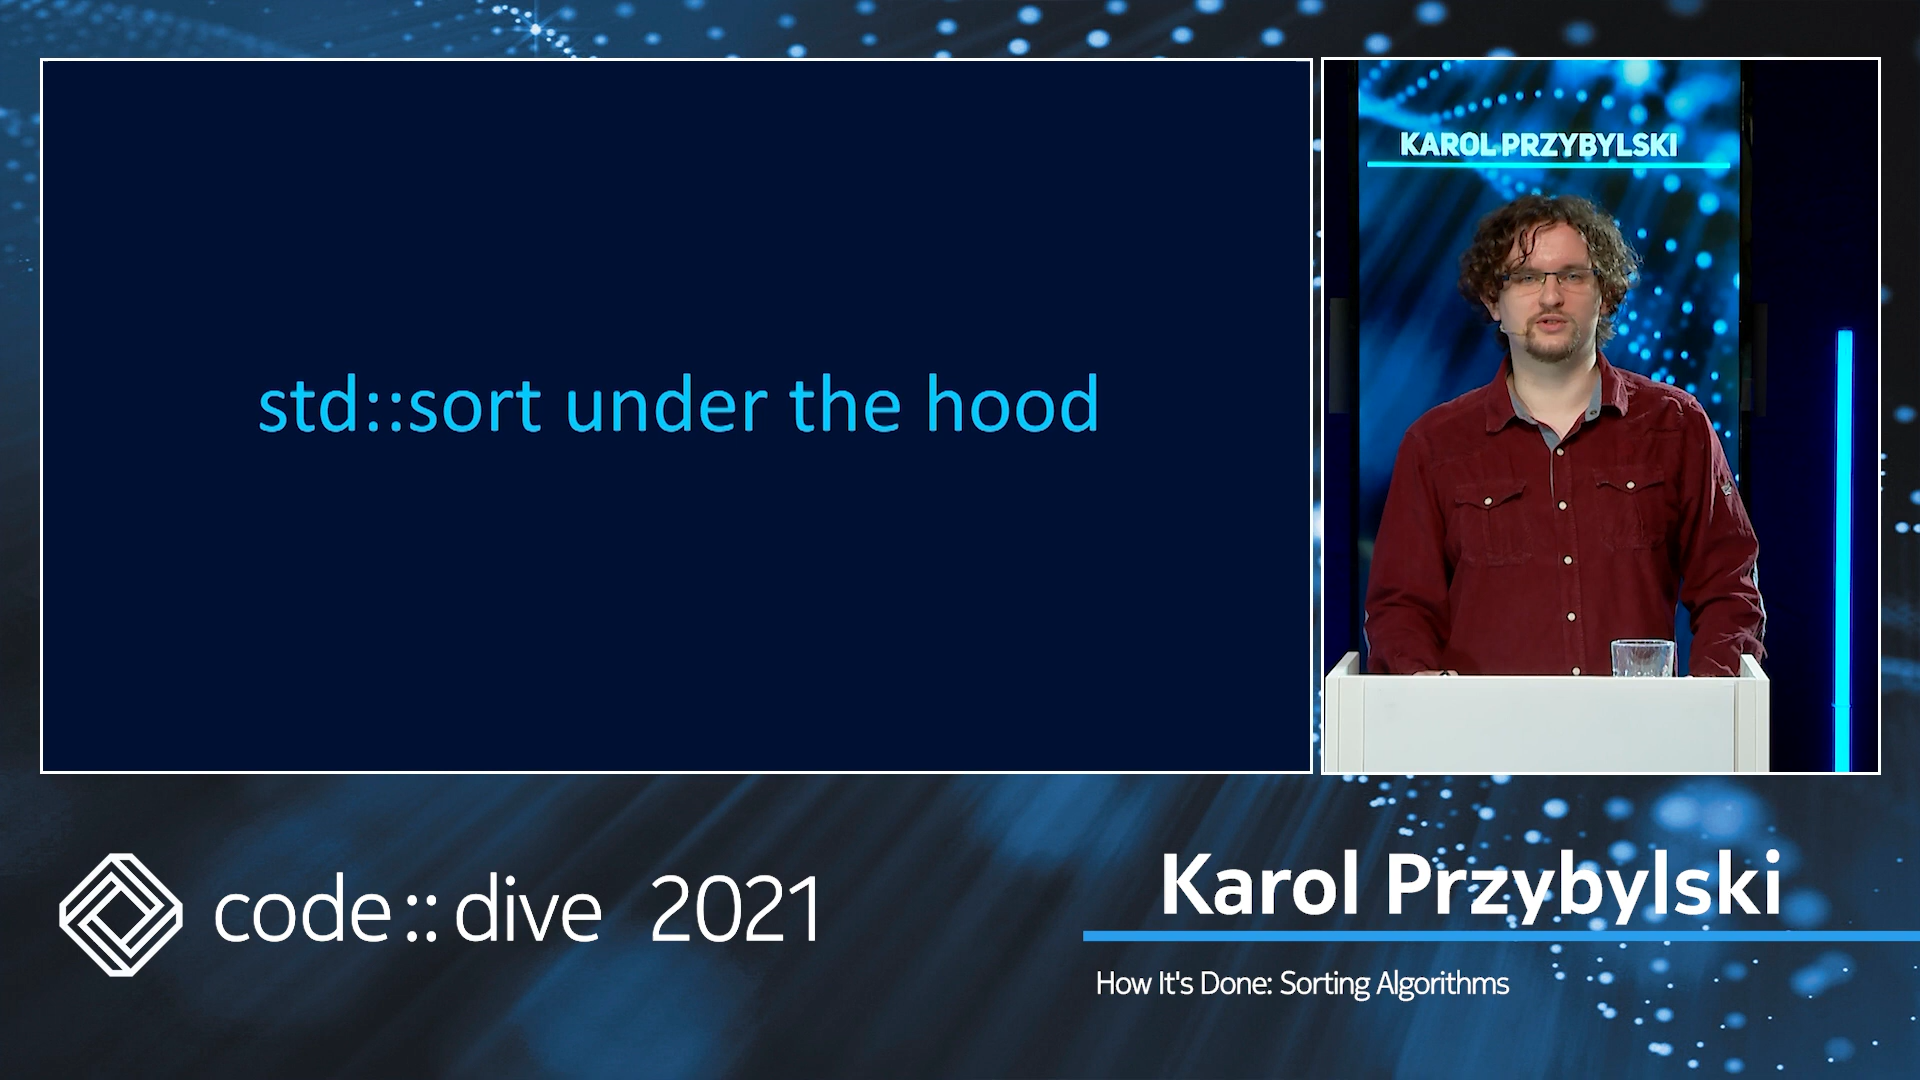 std::sort under the hood
KAROL PRZYBYLSKI
code::dive 2021
Karol Przybylski
How It's Done: Sorting Algorithms